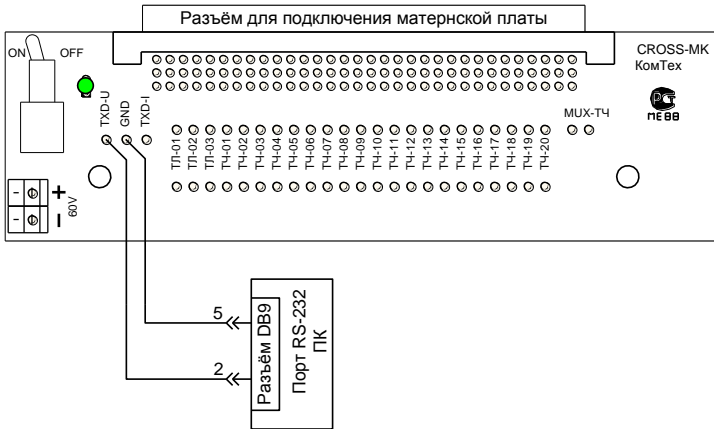 Разъём для подключения матернской платы
ON
OFF
CROSS-MK
КомТех
РСТ
МЕ88
TXD-U
GND
TXD-I
MUX-ТЧ
ТЛ-01
ТЛ-02
ТЛ-03
ТЧ-01
ТЧ-02
ТЧ-03
ТЧ-04
ТЧ-05
ТЧ-06
ТЧ-07
ТЧ-08
ТЧ-09
ТЧ-10
ТЧ-11
ТЧ-12
ТЧ-13
ТЧ-14
ТЧ-15
ТЧ-16
ТЧ-17
ТЧ-18
ТЧ-19
ТЧ-20
- +
- −
60V
5
2
Разъём DB9
Порт RS-232
ПК